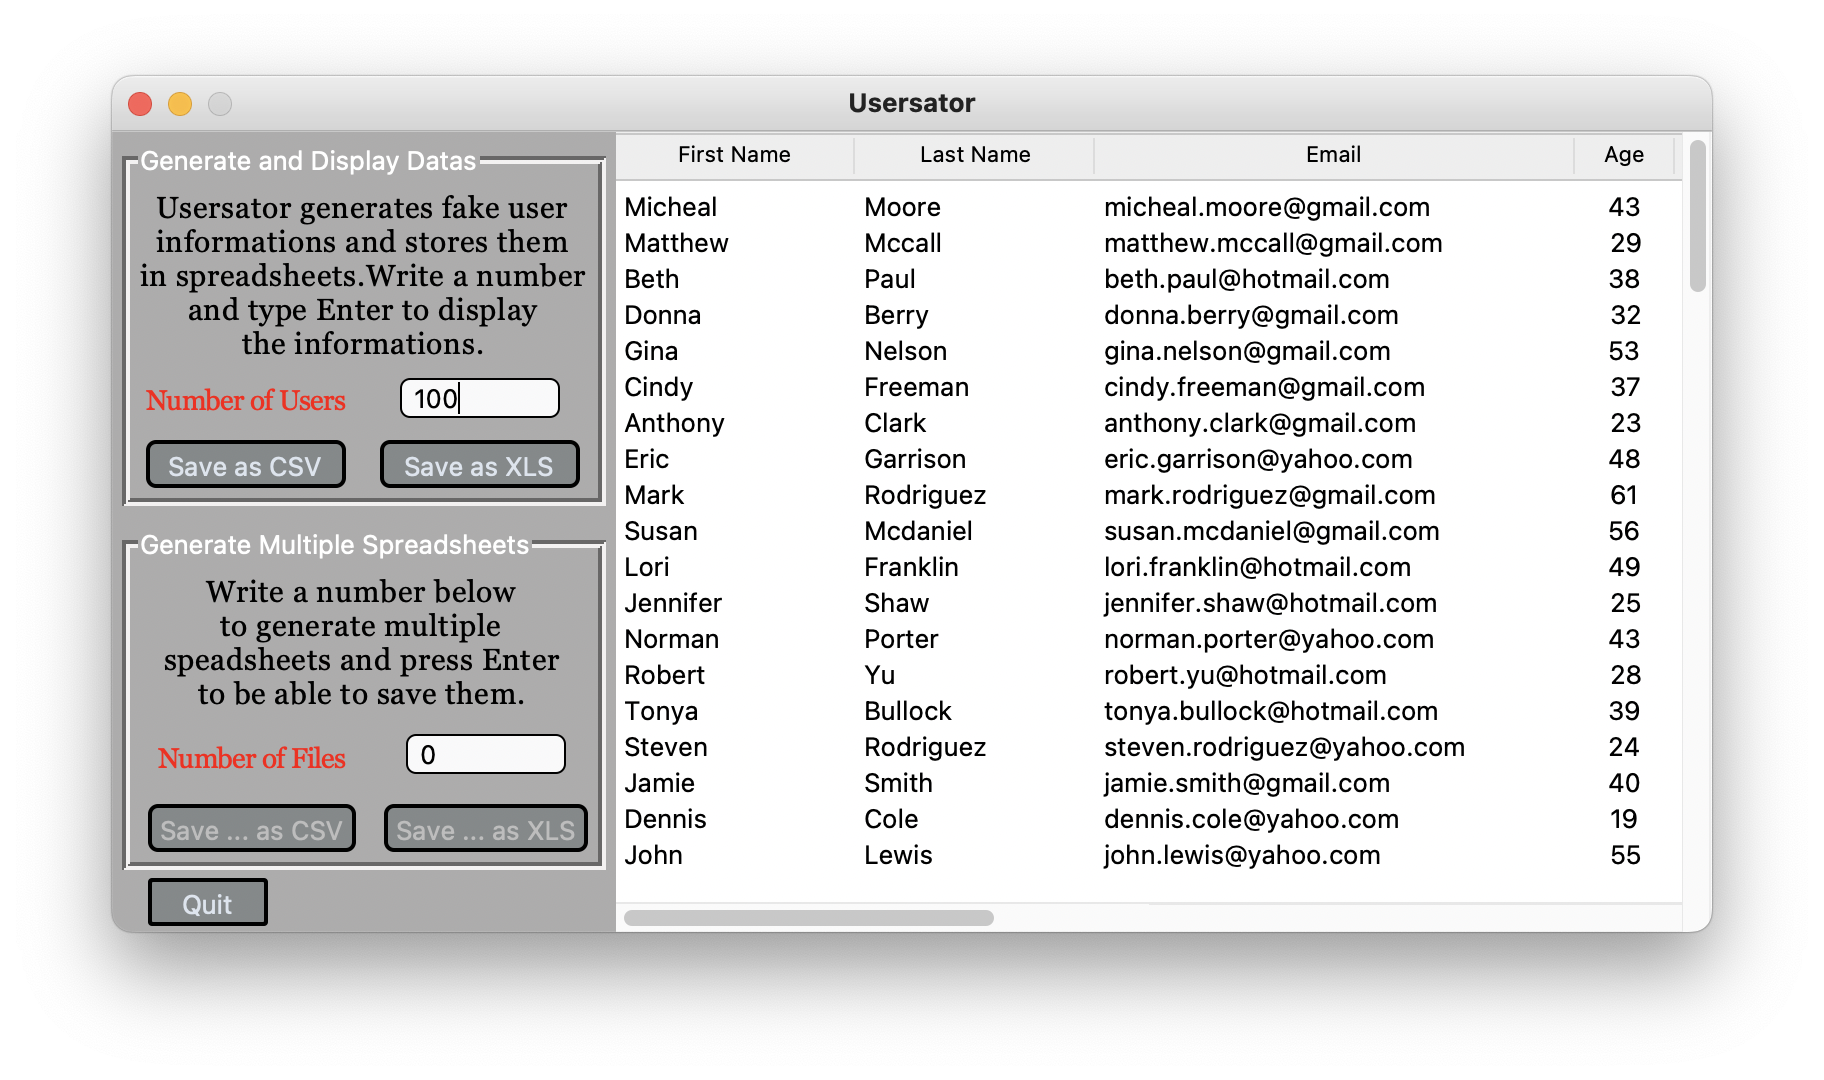 Usersator
Generate and Display Datas
Usersator generates fake user
informations and stores them
in spreadsheets.Write a number
and type Enter to display
the informations.
Number of Users 100
Save as CSV Save as XLS
Generate Multiple Spreadsheets
Write a number below
to generate multiple
speadsheets and press Enter
to be able to save them.
Number of Files 0
Save ... as CSV Save ... as XLS
Quit
First Name Last Name Email Age
Micheal Moore micheal.moore@gmail.com 43
Matthew Mccall matthew.mccall@gmail.com 29
Beth Paul beth.paul@hotmail.com 38
Donna Berry donna.berry@gmail.com 32
Gina Nelson gina.nelson@gmail.com 53
Cindy Freeman cindy.freeman@gmail.com 37
Anthony Clark anthony.clark@gmail.com 23
Eric Garrison eric.garrison@yahoo.com 48
Mark Rodriguez mark.rodriguez@gmail.com 61
Susan Mcdaniel susan.mcdaniel@gmail.com 56
Lori Franklin lori.franklin@hotmail.com 49
Jennifer Shaw jennifer.shaw@hotmail.com 25
Norman Porter norman.porter@yahoo.com 43
Robert Yu robert.yu@hotmail.com 28
Tonya Bullock tonya.bullock@hotmail.com 39
Steven Rodriguez steven.rodriguez@yahoo.com 24
Jamie Smith jamie.smith@gmail.com 40
Dennis Cole dennis.cole@yahoo.com 19
John Lewis john.lewis@yahoo.com 55